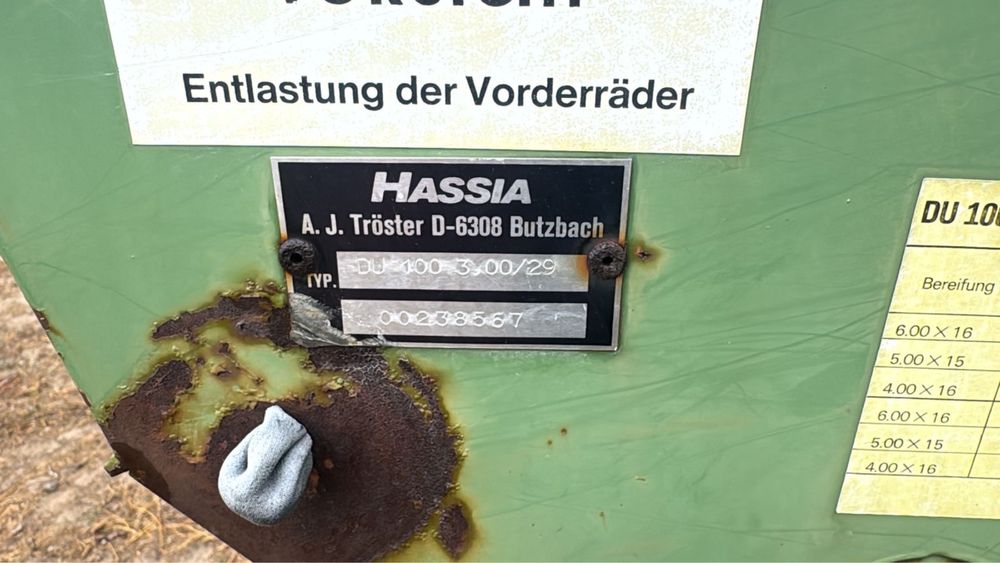 Entlastung der Vorderräder
HASSIA
A. J. Tröster D-6308 Butzbach
TYP.
DU 100 3.00/29
00238567
DU 100
Bereifung
6.00 × 16
5.00 × 15
4.00 × 16
6.00 × 16
5.00 × 15
4.00 × 16